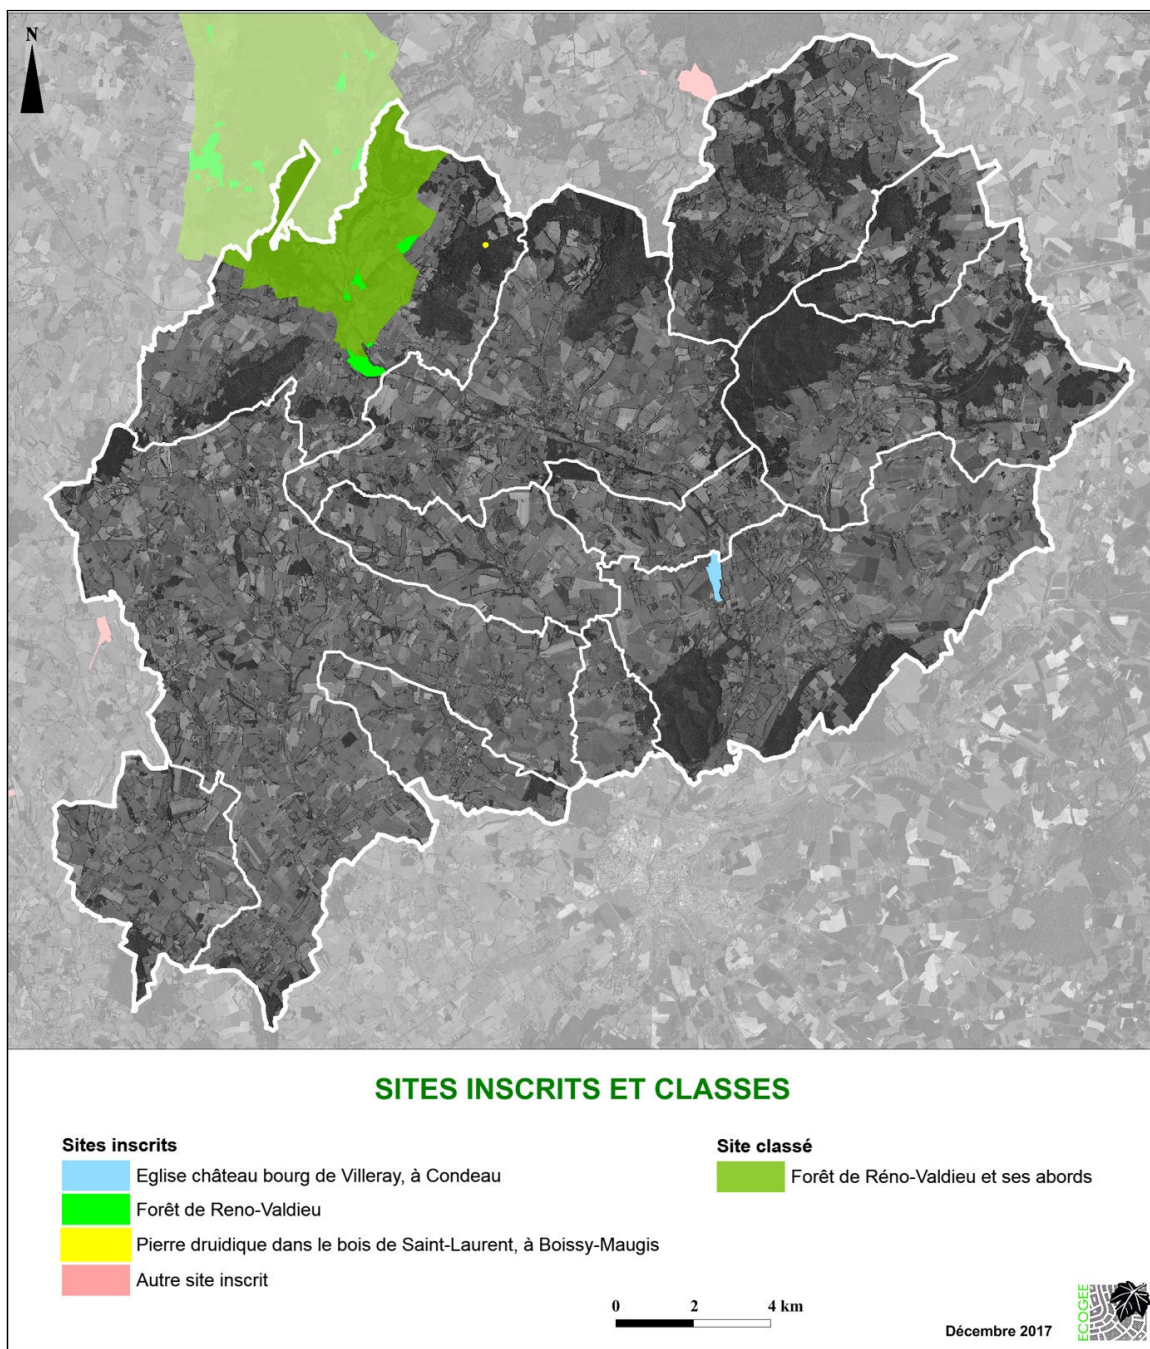 N
SITES INSCRITS ET CLASSES
Sites inscrits
Eglise château bourg de Villeray, à Condeau
Forêt de Reno-Valdieu
Pierre druidique dans le bois de Saint-Laurent, à Boissy-Maugis
Autre site inscrit
Site classé
Forêt de Réno-Valdieu et ses abords
0 2 4 km
Décembre 2017
ECOGEE